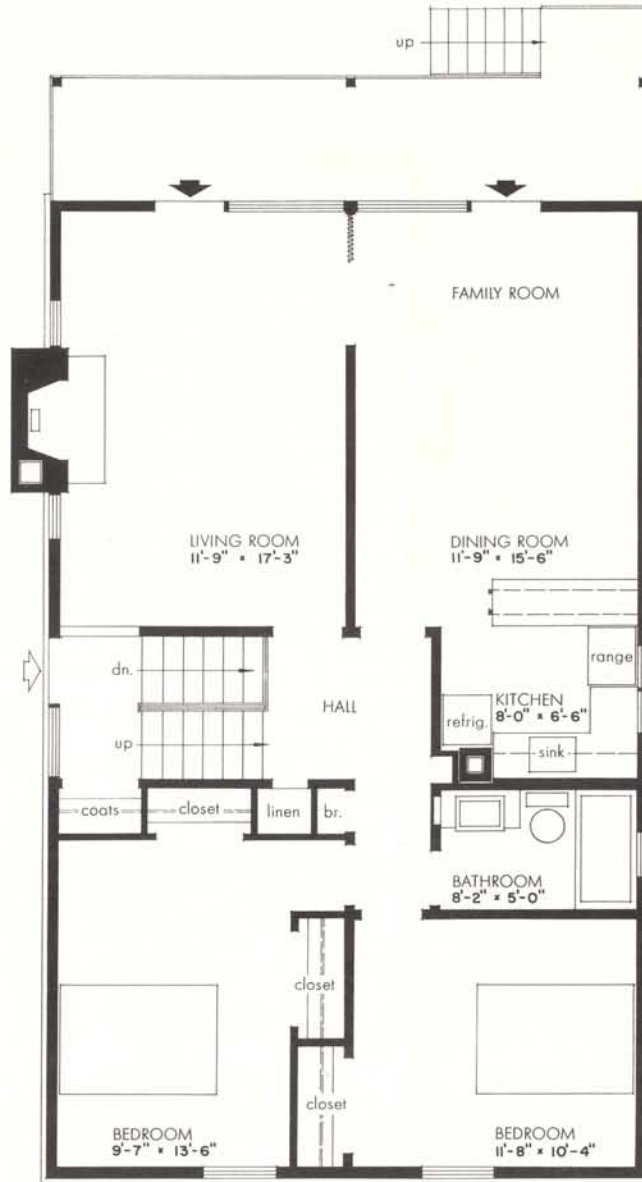 up
FAMILY ROOM
LIVING ROOM
11'-9" × 17'-3"
DINING ROOM
11'-9" × 15'-6"
range
dn.
HALL
KITCHEN
8'-0" × 6'-6"
refrig.
up
sink
coats
closet
linen
br.
BATHROOM
8'-2" × 5'-0"
closet
closet
BEDROOM
9'-7" × 13'-6"
BEDROOM
11'-8" × 10'-4"